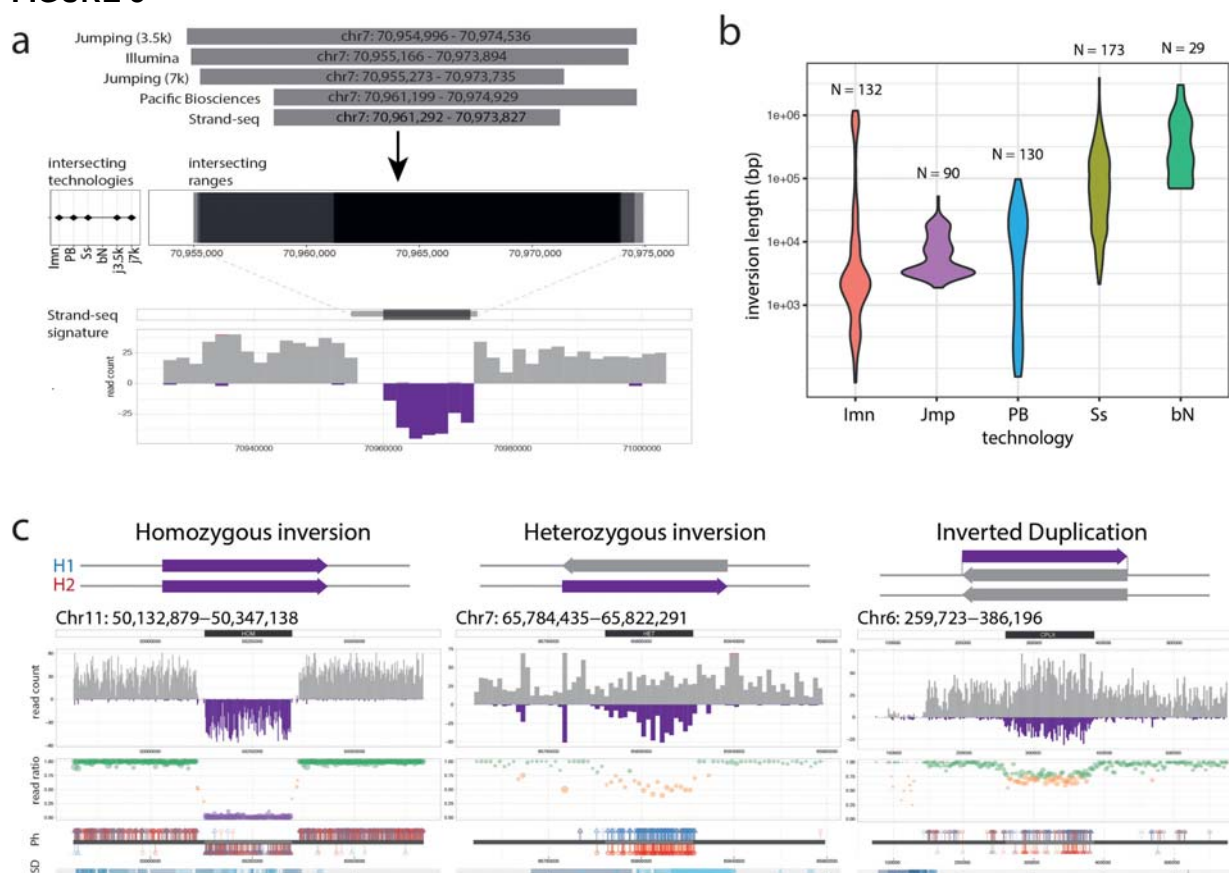 a
Jumping (3.5k) chr7: 70,954,996 - 70,974,536
Illumina chr7: 70,955,166 - 70,973,894
Jumping (7k) chr7: 70,955,273 - 70,973,735
Pacific Biosciences chr7: 70,961,199 - 70,974,929
Strand-seq chr7: 70,961,292 - 70,973,827
intersecting technologies
intersecting ranges
Imn PB Ss bN j3.5k j7k
70,955,000 70,960,000 70,965,000 70,970,000 70,975,000
Strand-seq signature
read count
25
0
-25
70940000 70960000 70980000 71000000
b
N = 132
N = 90
N = 130
N = 173
N = 29
inversion length (bp)
1e+06
1e+05
1e+04
1e+03
Imn Jmp PB Ss bN
technology
c
Homozygous inversion
Heterozygous inversion
Inverted Duplication
H1
H2
Chr11: 50,132,879–50,347,138
Chr7: 65,784,435–65,822,291
Chr6: 259,723–386,196
HOM
HET
CPLX
read count
read ratio
Ph
SD